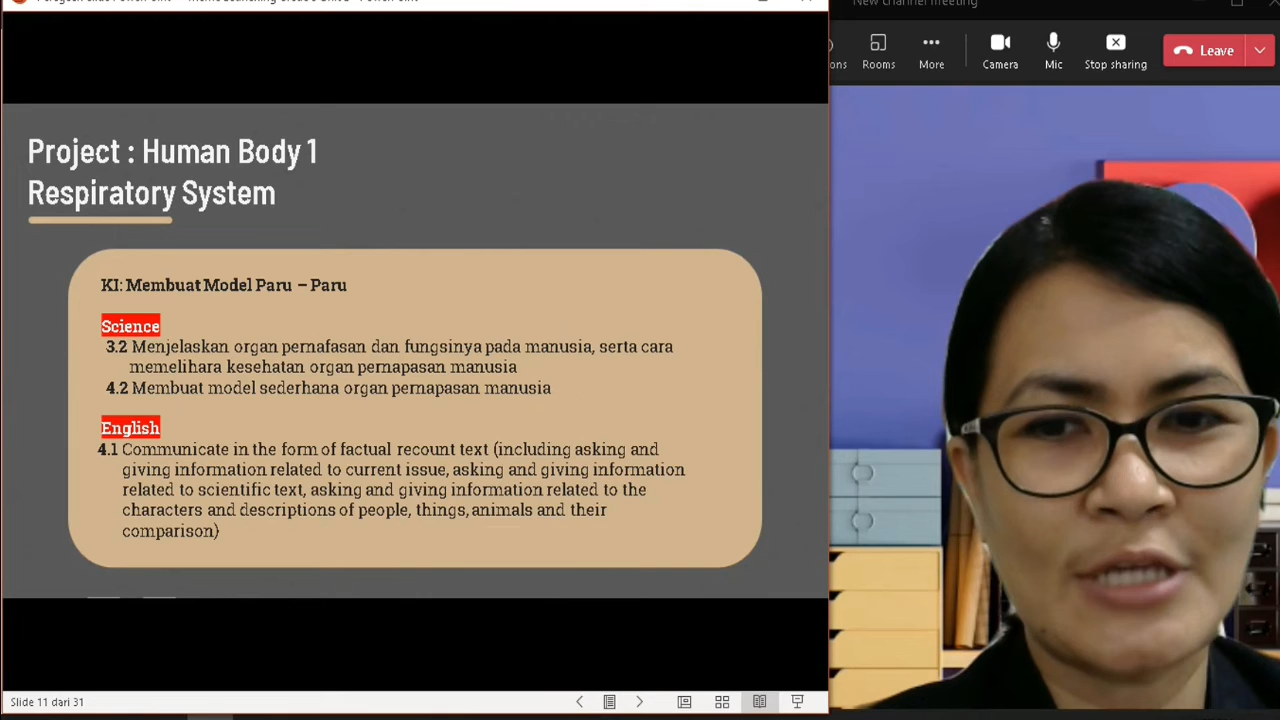 New channel meeting
Rooms
More
Camera
Mic
Stop sharing
Leave
Project : Human Body 1
Respiratory System
KI: Membuat Model Paru – Paru
Science
3.2 Menjelaskan organ pernafasan dan fungsinya pada manusia, serta cara
memelihara kesehatan organ pernapasan manusia
4.2 Membuat model sederhana organ pernapasan manusia
English
4.1 Communicate in the form of factual recount text (including asking and
giving information related to current issue, asking and giving information
related to scientific text, asking and giving information related to the
characters and descriptions of people, things, animals and their
comparison)
Slide 11 dari 31